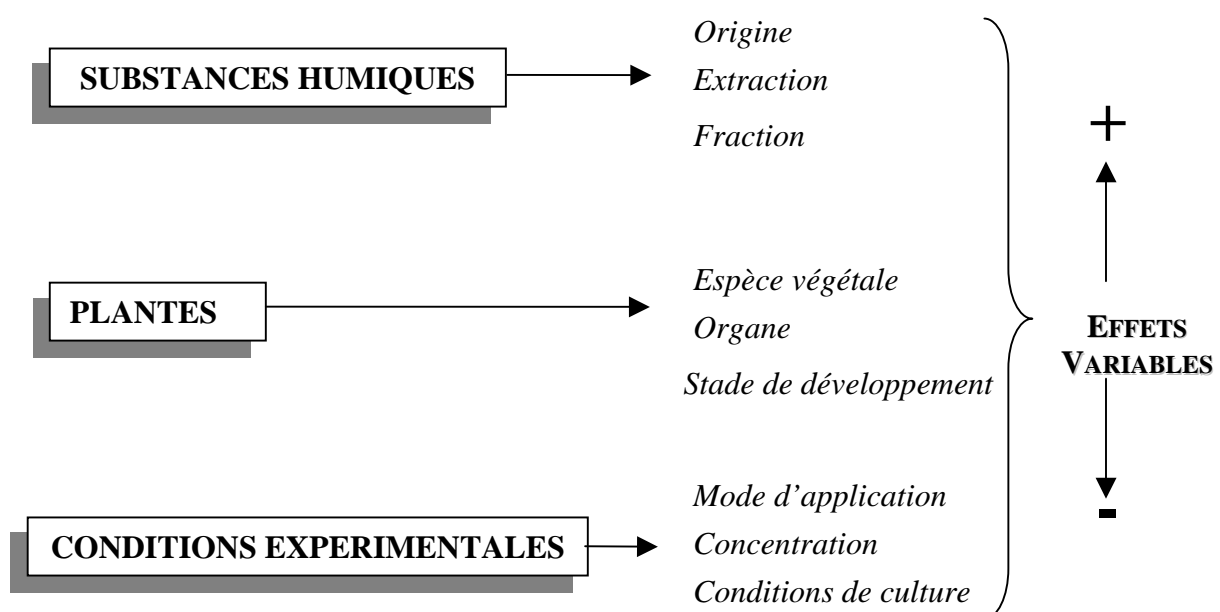 SUBSTANCES HUMIQUES
Origine
Extraction
Fraction
PLANTES
Espèce végétale
Organe
Stade de développement
CONDITIONS EXPERIMENTALES
Mode d’application
Concentration
Conditions de culture
+
EFFETS
VARIABLES
-